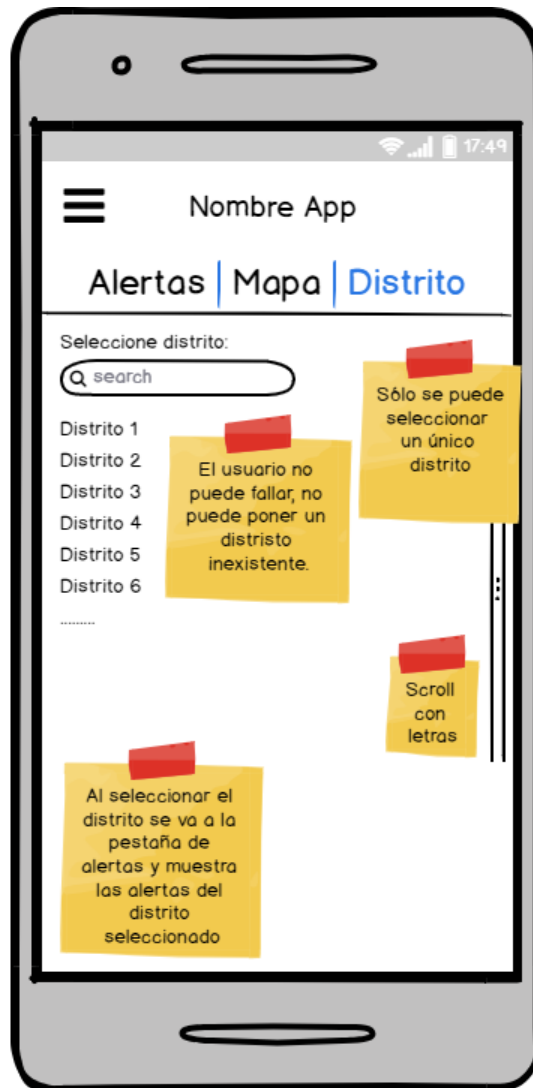 17:49
Nombre App
Alertas Mapa Distrito
Seleccione distrito:
search
Distrito 1
Distrito 2
Distrito 3
Distrito 4
Distrito 5
Distrito 6
.........
Sólo se puede
seleccionar
un único
distrito
El usuario no
puede fallar, no
puede poner un
distristo
inexistente.
Scroll
con
letras
Al seleccionar el
distrito se va a la
pestaña de
alertas y muestra
las alertas del
distrito
seleccionado